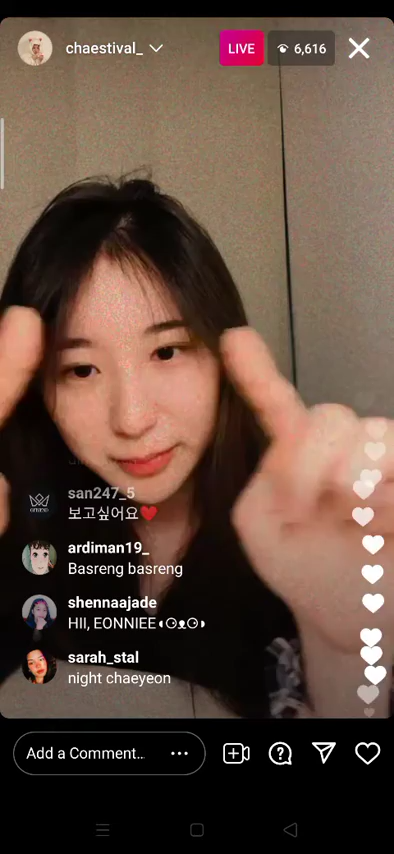 chaestival_
LIVE
6,616
san247_5
보고싶어요❤️
ardiman19_
Basreng basreng
shennaajade
HII, EONNIEE◖⚆ᴥ⚆◗
sarah_stal
night chaeyeon
Add a Comment...